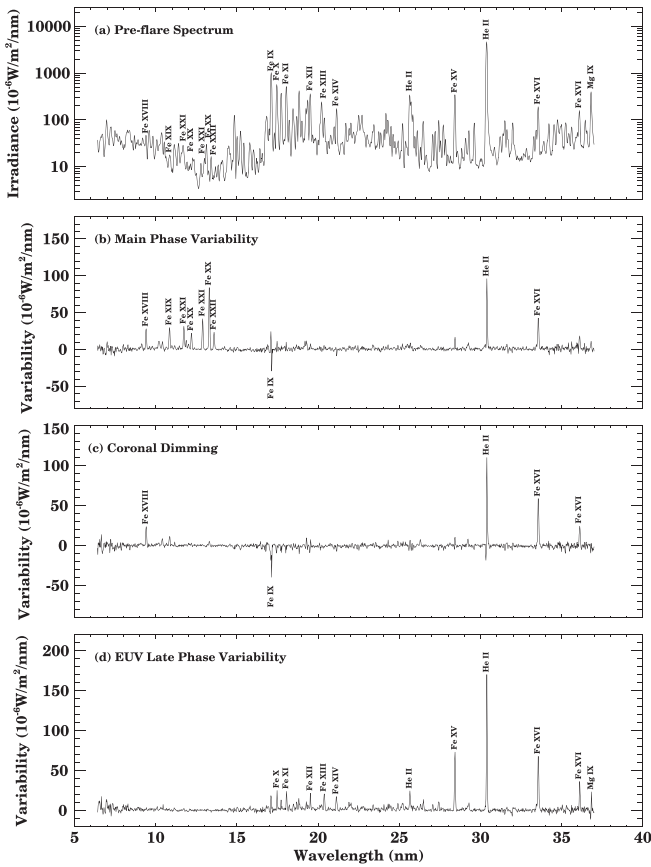 (a) Pre-flare Spectrum
Irradiance (10⁻⁶W/m²/nm)
10000
1000
100
10
Fe XVIII
Fe XIX
Fe XXI
Fe XX
Fe XXI
Fe XX
Fe XXII
Fe IX
Fe X
Fe XI
Fe XII
Fe XIII
Fe XIV
He II
Fe XV
He II
Fe XVI
Fe XVI
Mg IX
(b) Main Phase Variability
Variability (10⁻⁶W/m²/nm)
150
100
50
0
-50
Fe XVIII
Fe XIX
Fe XXI
Fe XX
Fe XXI
Fe XX
Fe XXII
Fe IX
He II
Fe XVI
(c) Coronal Dimming
Variability (10⁻⁶W/m²/nm)
150
100
50
0
-50
Fe XVIII
Fe IX
He II
Fe XVI
Fe XVI
(d) EUV Late Phase Variability
Variability (10⁻⁶W/m²/nm)
200
150
100
50
0
Fe X
Fe XI
Fe XII
Fe XIII
Fe XIV
He II
Fe XV
He II
Fe XVI
Fe XVI
Mg IX
5 10 15 20 25 30 35 40
Wavelength (nm)